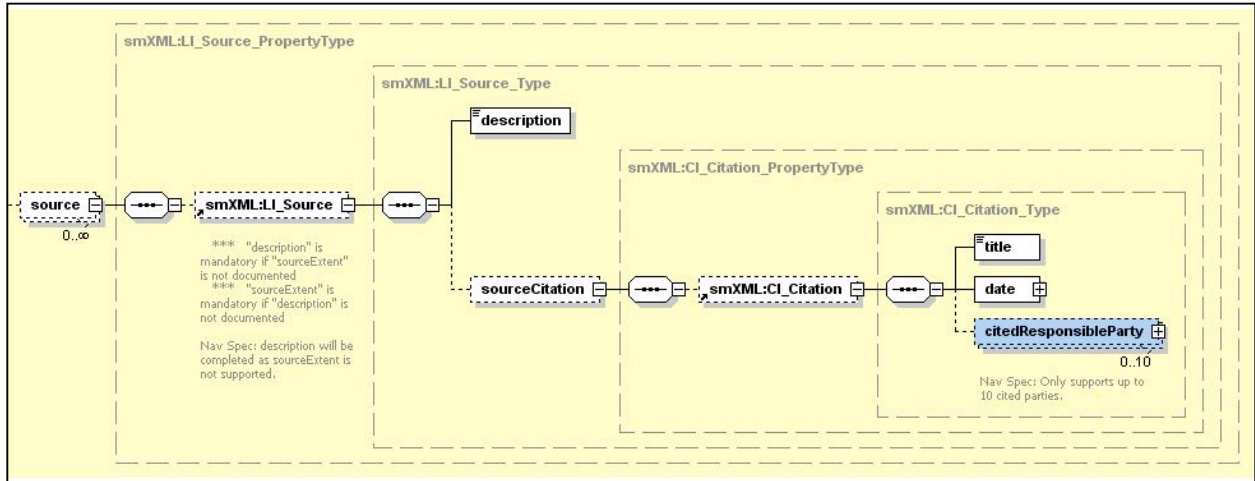 smXML:LI_Source_PropertyType
smXML:LI_Source_Type
description
smXML:CI_Citation_PropertyType
smXML:CI_Citation_Type
source
0..∞
smXML:LI_Source
*** "description" is
mandatory if "sourceExtent"
is not documented
*** "sourceExtent" is
mandatory if "description" is
not documented
Nav Spec: description will be
completed as sourceExtent is
not supported.
sourceCitation
smXML:CI_Citation
title
date
citedResponsibleParty
0..10
Nav Spec: Only supports up to
10 cited parties.